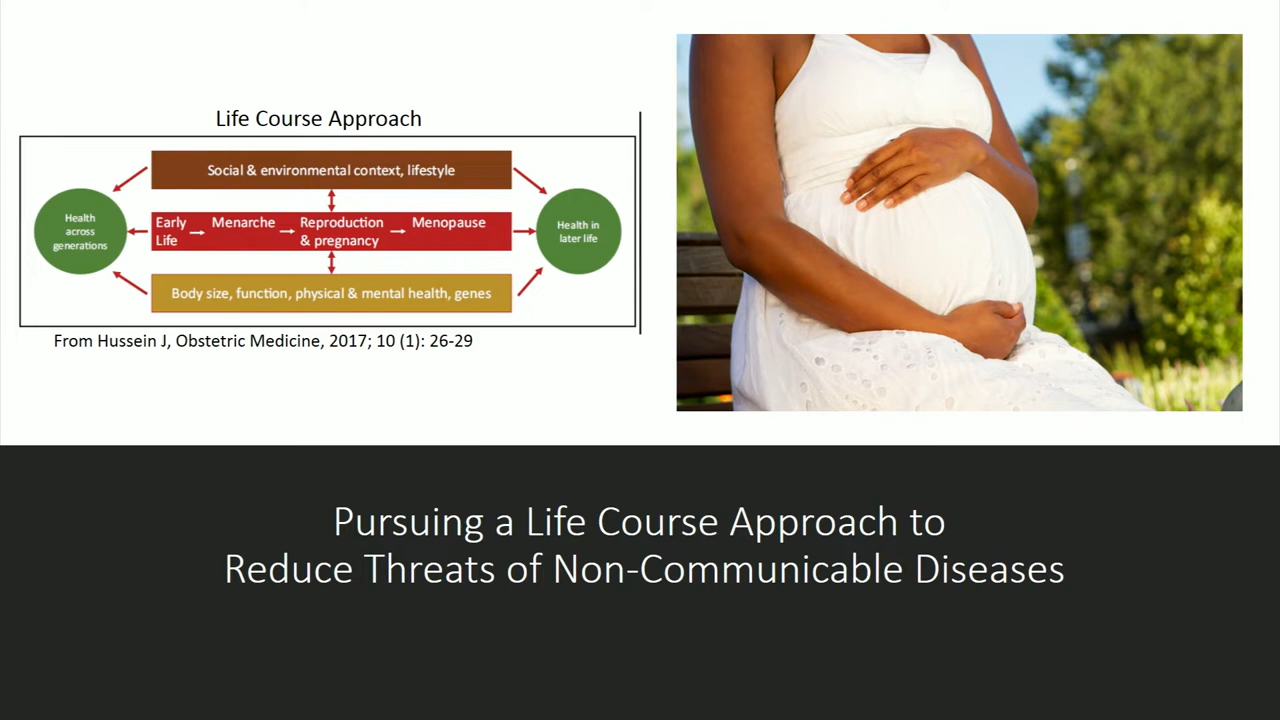 Life Course Approach
Social & environmental context, lifestyle
Health
across
generations
Early
Life
Menarche
Reproduction
& pregnancy
Menopause
Health in
later life
Body size, function, physical & mental health, genes
From Hussein J, Obstetric Medicine, 2017; 10 (1): 26-29
Pursuing a Life Course Approach to
Reduce Threats of Non-Communicable Diseases